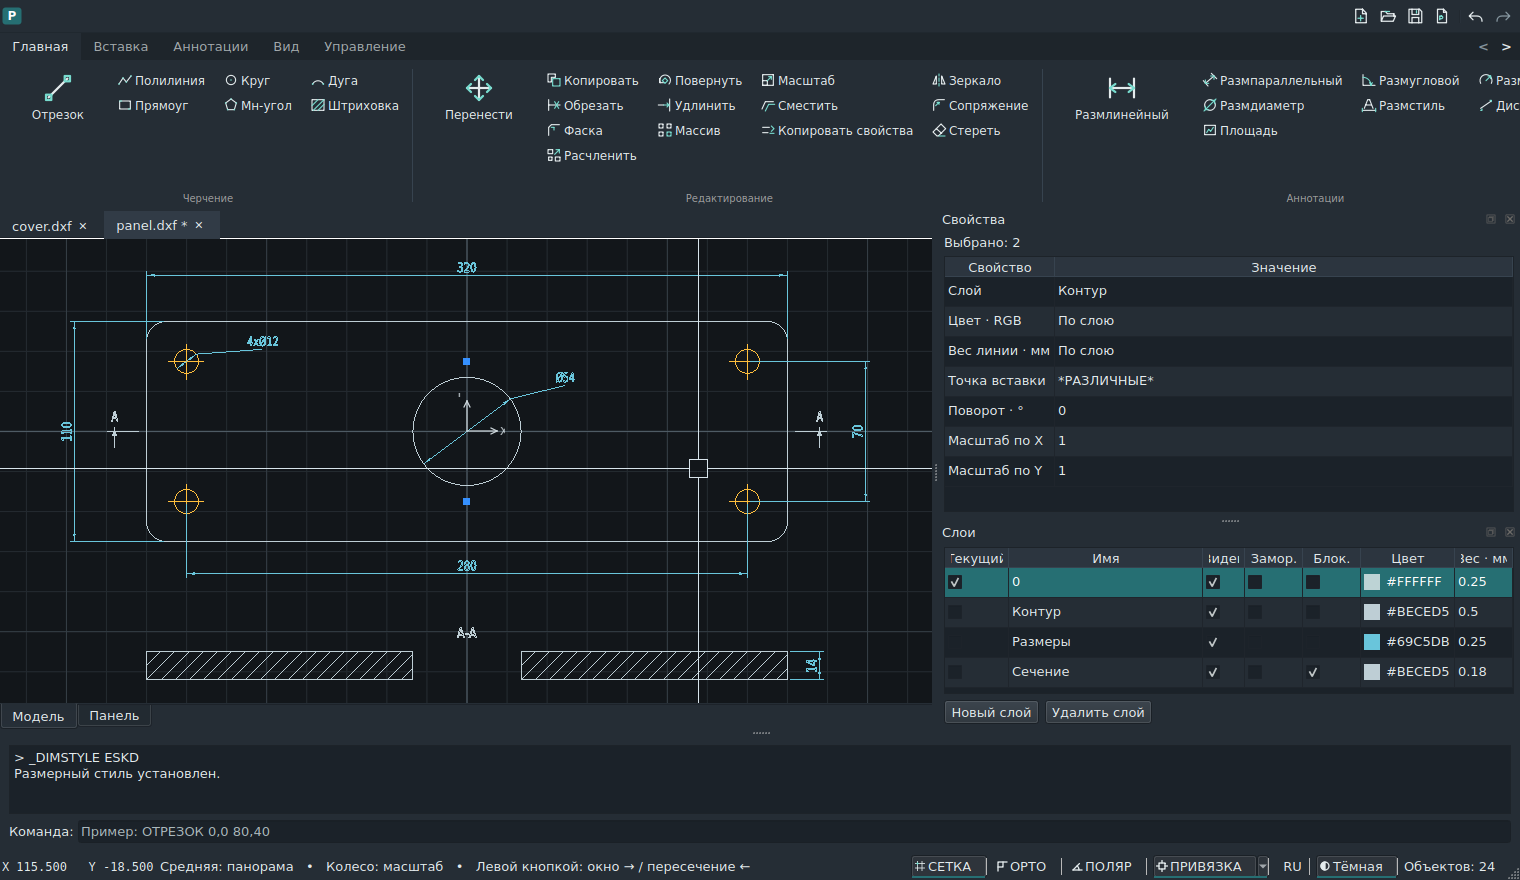 P
Главная Вставка Аннотации Вид Управление < >
Отрезок
Полилиния Круг Дуга
Прямоуг Мн-угол Штриховка
Черчение
Перенести
Копировать Повернуть Масштаб Зеркало
Обрезать Удлинить Сместить Сопряжение
Фаска Массив Копировать свойства Стереть
Расчленить
Редактирование
Размлинейный
Размпараллельный Размугловой
Размдиаметр Размстиль
Площадь
Аннотации
cover.dxf × panel.dxf * ×
320
4xØ12
Ø54
A A
110
70
X
280
A-A
14
Модель Панель
Свойства
Выбрано: 2
Свойство Значение
Слой Контур
Цвет · RGB По слою
Вес линии · мм По слою
Точка вставки *РАЗЛИЧНЫЕ*
Поворот · ° 0
Масштаб по X 1
Масштаб по Y 1
Слои
Имя Замор. Блок. Цвет
0 #FFFFFF 0.25
Контур #BECED5 0.5
Размеры #69C5DB 0.25
Сечение #BECED5 0.18
Новый слой Удалить слой
> _DIMSTYLE ESKD
Размерный стиль установлен.
Команда: Пример: ОТРЕЗОК 0,0 80,40
X 115.500 Y -18.500 Средняя: панорама • Колесо: масштаб • Левой кнопкой: окно → / пересечение ← СЕТКА ОРТО ПОЛЯР ПРИВЯЗКА RU Тёмная Объектов: 24